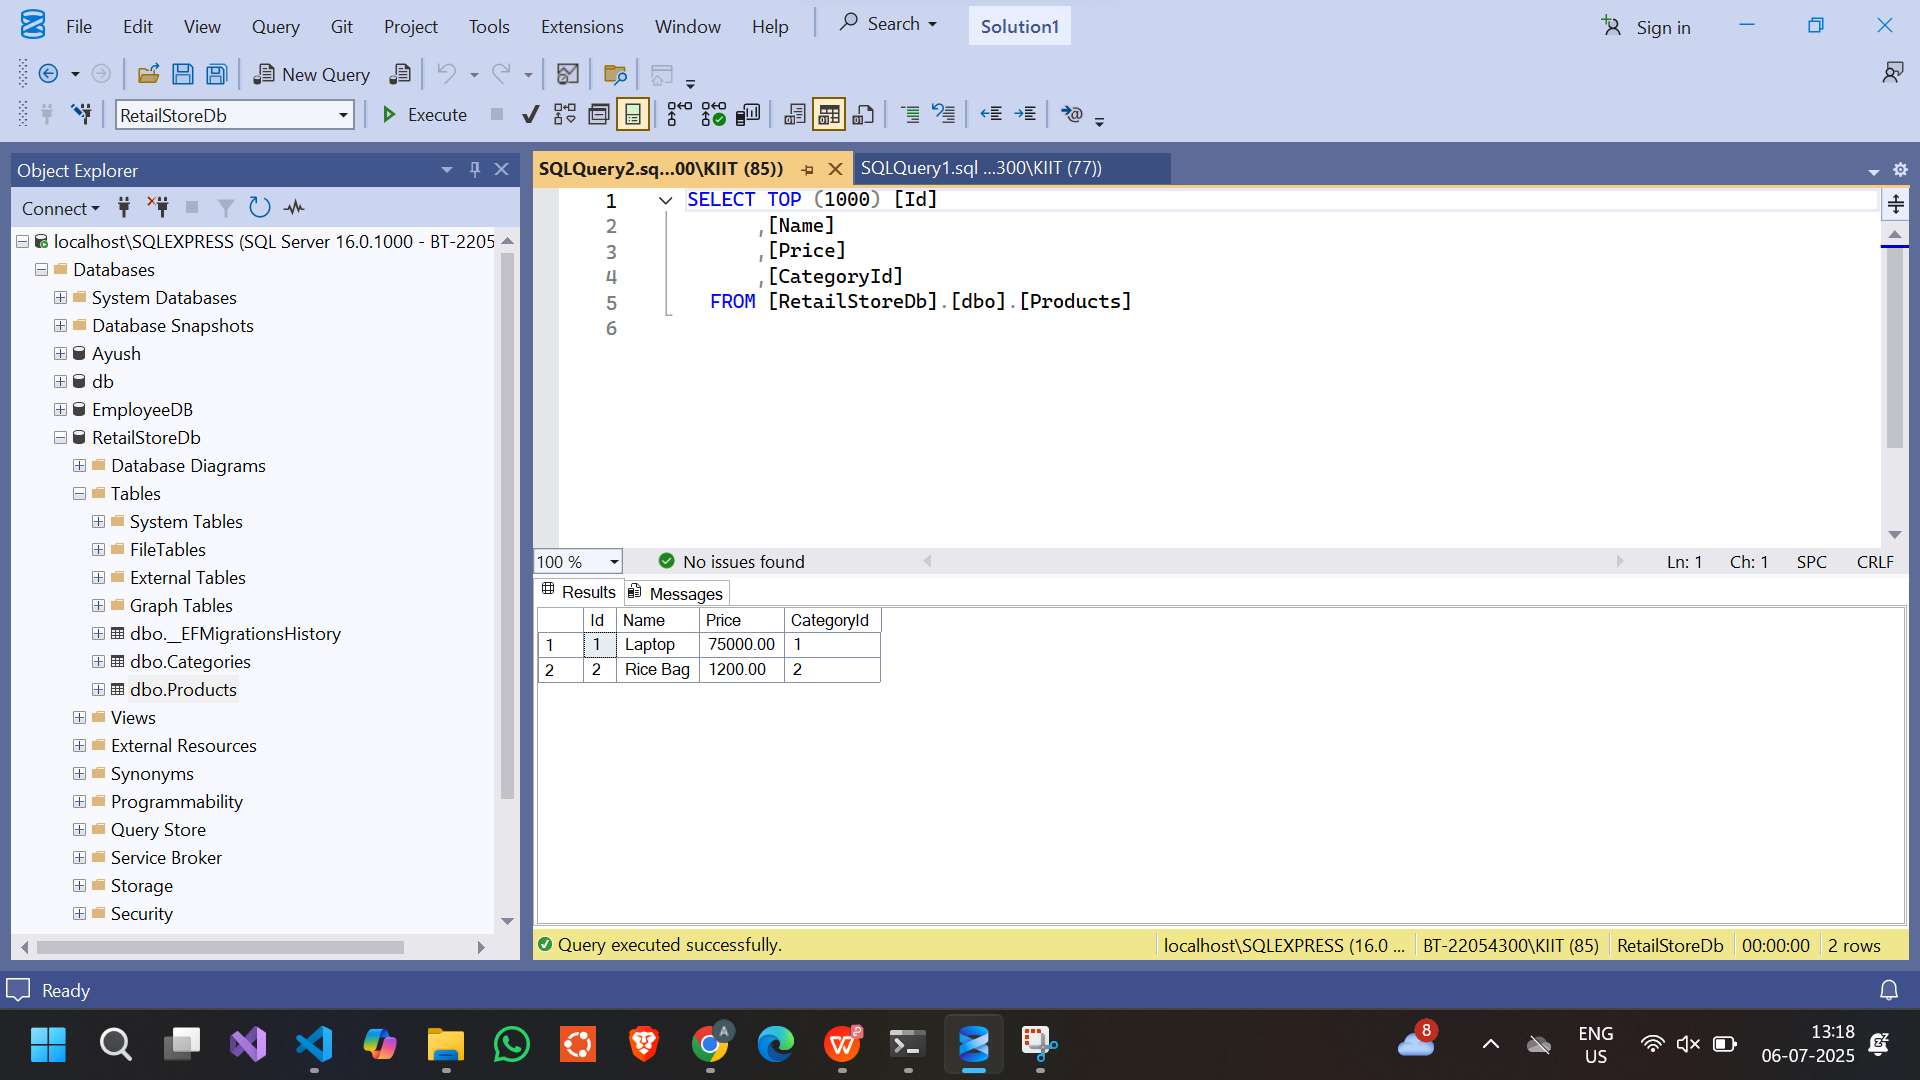 File Edit View Query Git Project Tools Extensions Window Help Search Solution1 Sign in
New Query
RetailStoreDb Execute
Object Explorer
Connect
localhost\SQLEXPRESS (SQL Server 16.0.1000 - BT-2205
Databases
System Databases
Database Snapshots
Ayush
db
EmployeeDB
RetailStoreDb
Database Diagrams
Tables
System Tables
FileTables
External Tables
Graph Tables
dbo.__EFMigrationsHistory
dbo.Categories
dbo.Products
Views
External Resources
Synonyms
Programmability
Query Store
Service Broker
Storage
Security
SQLQuery2.sq...00\KIIT (85)) SQLQuery1.sql ...300\KIIT (77))
1 SELECT TOP (1000) [Id]
2 ,[Name]
3 ,[Price]
4 ,[CategoryId]
5 FROM [RetailStoreDb].[dbo].[Products]
6
100 % No issues found Ln: 1 Ch: 1 SPC CRLF
Results Messages
Id Name Price CategoryId
1 1 Laptop 75000.00 1
2 2 Rice Bag 1200.00 2
Query executed successfully. localhost\SQLEXPRESS (16.0 ... BT-22054300\KIIT (85) RetailStoreDb 00:00:00 2 rows
Ready
A
8
ENG
US
13:18
06-07-2025